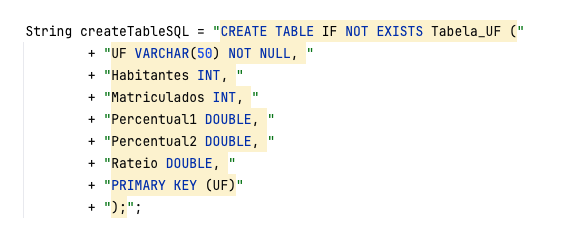 String createTableSQL = "CREATE TABLE IF NOT EXISTS Tabela_UF ("
+ "UF VARCHAR(50) NOT NULL, "
+ "Habitantes INT, "
+ "Matriculados INT, "
+ "Percentual1 DOUBLE, "
+ "Percentual2 DOUBLE, "
+ "Rateio DOUBLE, "
+ "PRIMARY KEY (UF)"
+ ");";